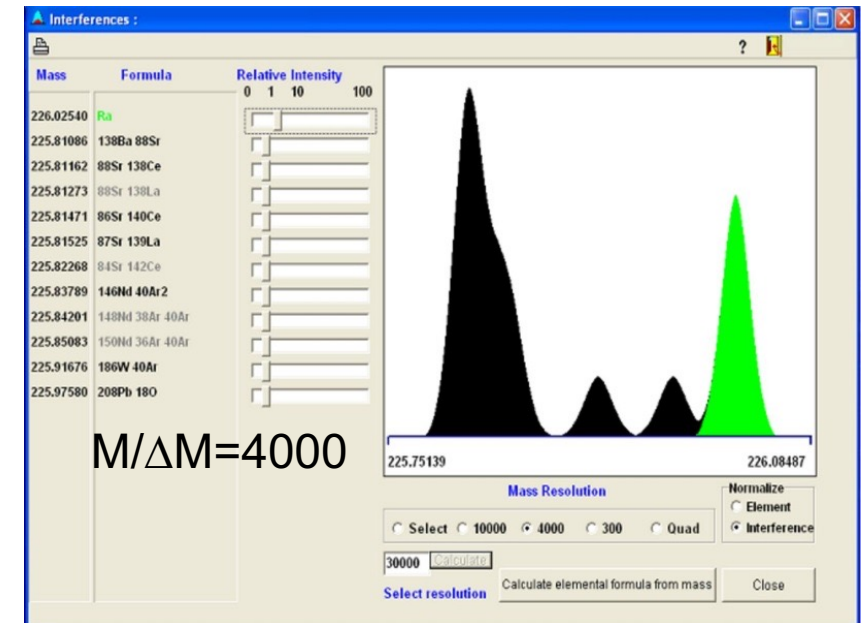 Interferences :
?
Mass Formula Relative Intensity
0 1 10 100
226.02540 Ra
225.81086 138Ba 88Sr
225.81162 88Sr 138Ce
225.81273 88Sr 138La
225.81471 86Sr 140Ce
225.81525 87Sr 139La
225.82268 84Sr 142Ce
225.83789 146Nd 40Ar2
225.84201 148Nd 38Ar 40Ar
225.85083 150Nd 36Ar 40Ar
225.91676 186W 40Ar
225.97580 208Pb 18O
M/∆M=4000
225.75139 226.08487
Mass Resolution
Select 10000 4000 300 Quad
Normalize
Element
Interference
30000 Calculate
Select resolution
Calculate elemental formula from mass
Close